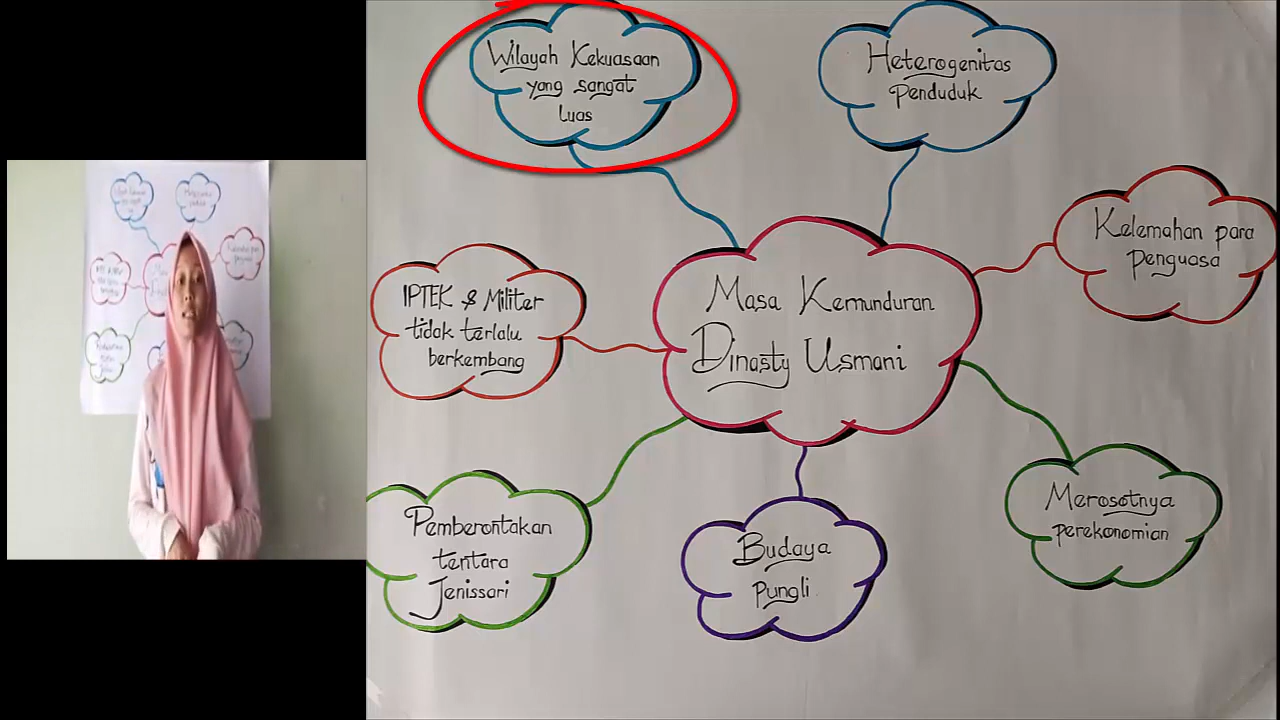 Wilayah Kekuasaan
yang sangat
luas
Heterogenitas
Penduduk
Kelemahan para
penguasa
IPTEK & Militer
tidak terlalu
berkembang
Masa Kemunduran
Dinasty Usmani
Pemberontakan
tentara
Jenissari
Budaya
Pungli
Merosotnya
perekonomian